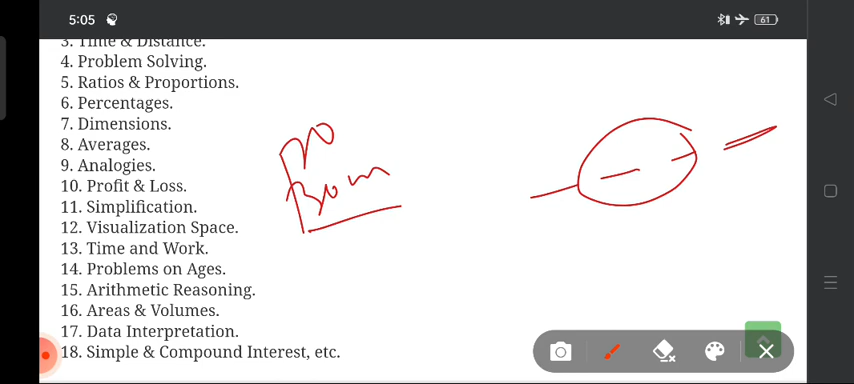 5:05
61
3. Time & Distance.
4. Problem Solving.
5. Ratios & Proportions.
6. Percentages.
7. Dimensions.
8. Averages.
9. Analogies.
10. Profit & Loss.
11. Simplification.
12. Visualization Space.
13. Time and Work.
14. Problems on Ages.
15. Arithmetic Reasoning.
16. Areas & Volumes.
17. Data Interpretation.
18. Simple & Compound Interest, etc.